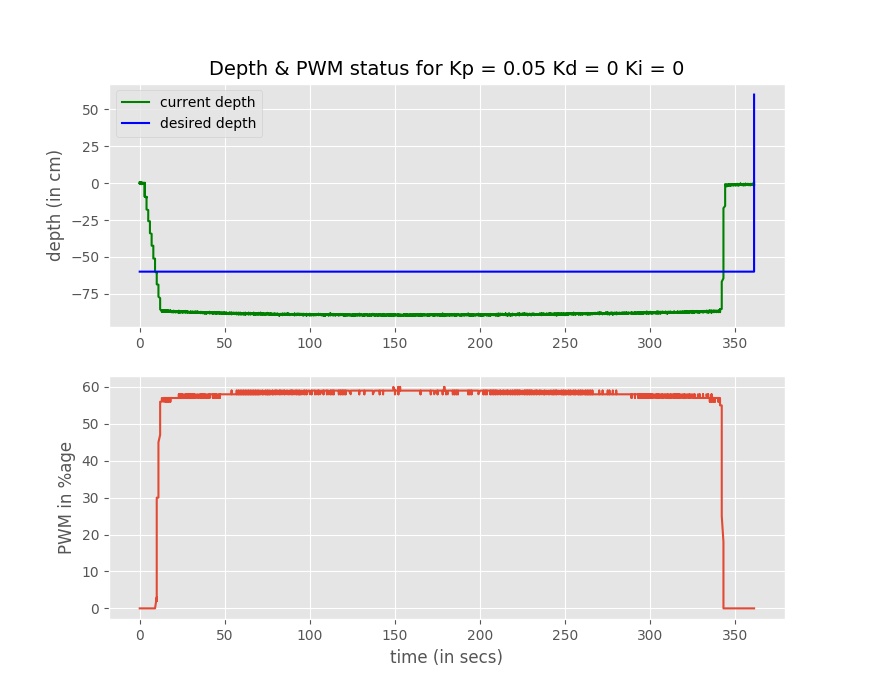 Depth & PWM status for Kp = 0.05 Kd = 0 Ki = 0
current depth
desired depth
depth (in cm)
50
25
0
−25
−50
−75
0 50 100 150 200 250 300 350
PWM in %age
60
50
40
30
20
10
0
0 50 100 150 200 250 300 350
time (in secs)